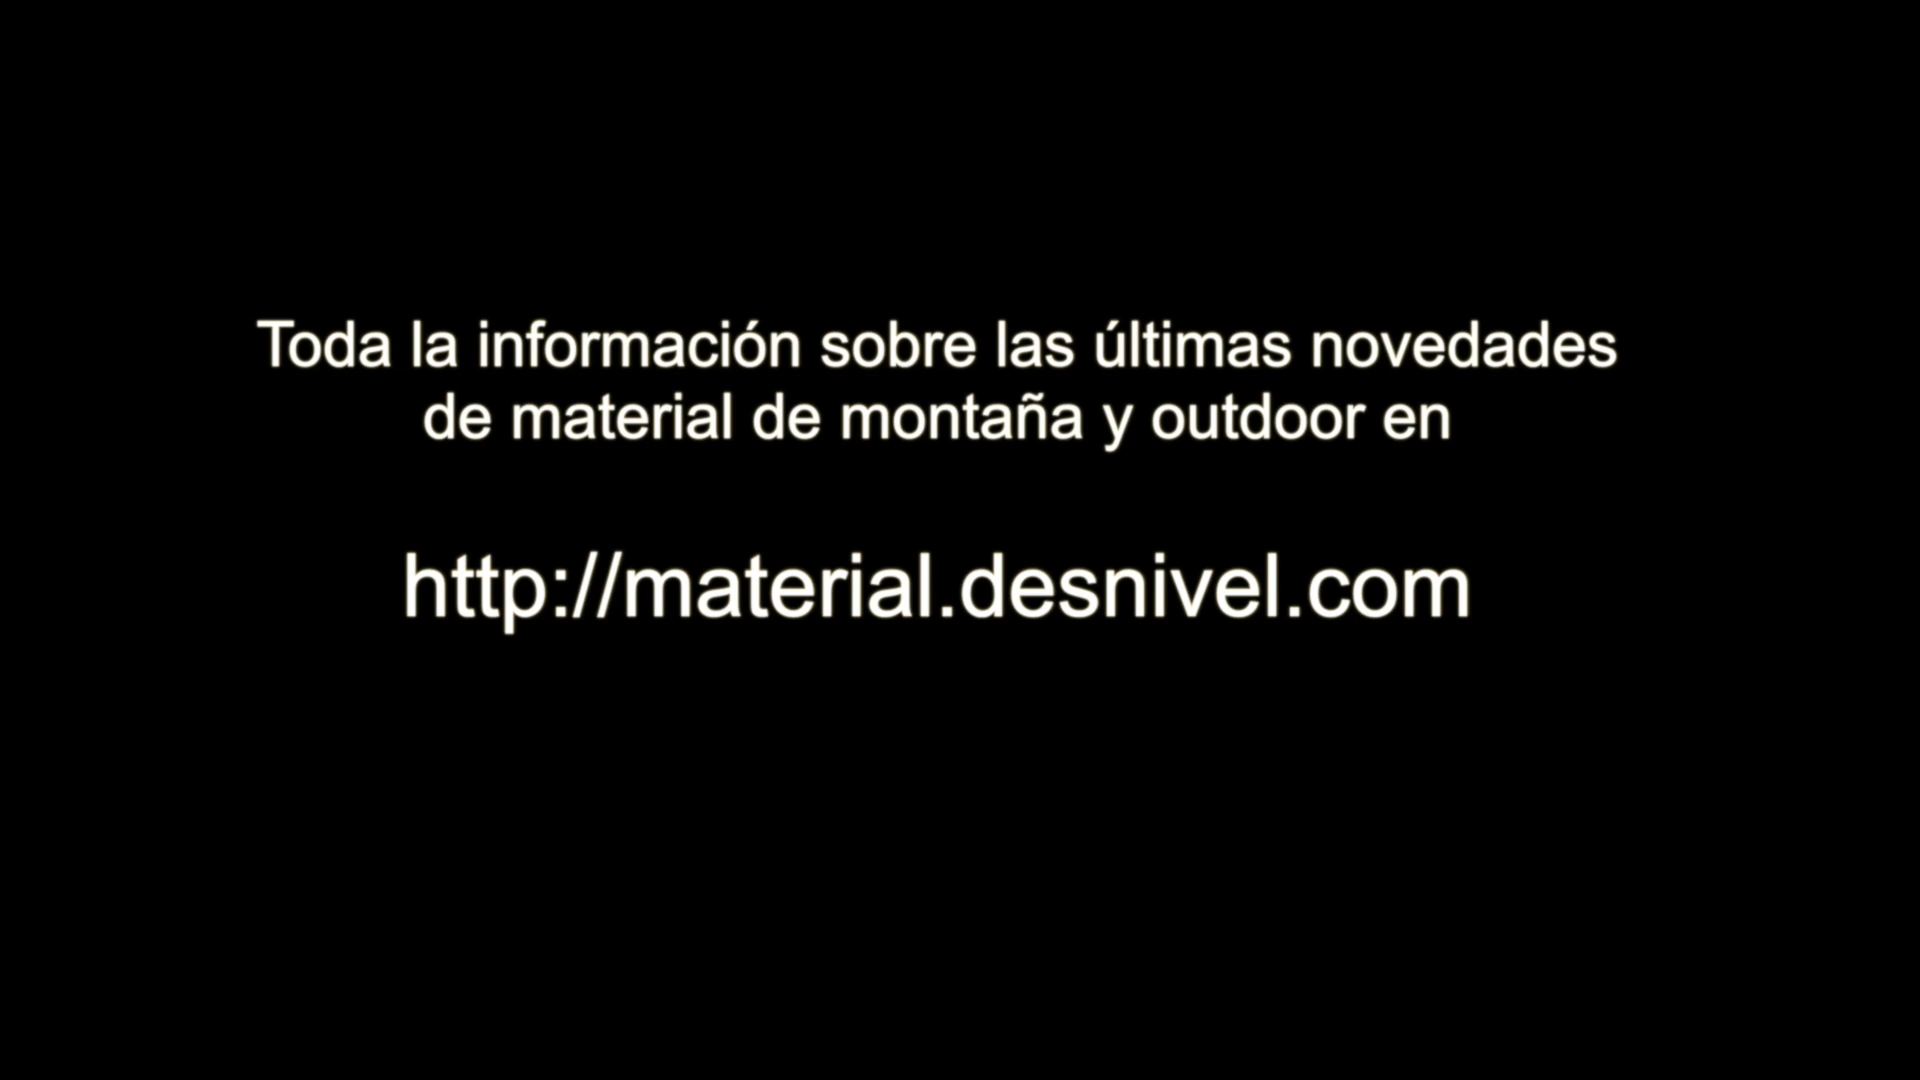 Toda la información sobre las últimas novedades
de material de montaña y outdoor en
http://material.desnivel.com